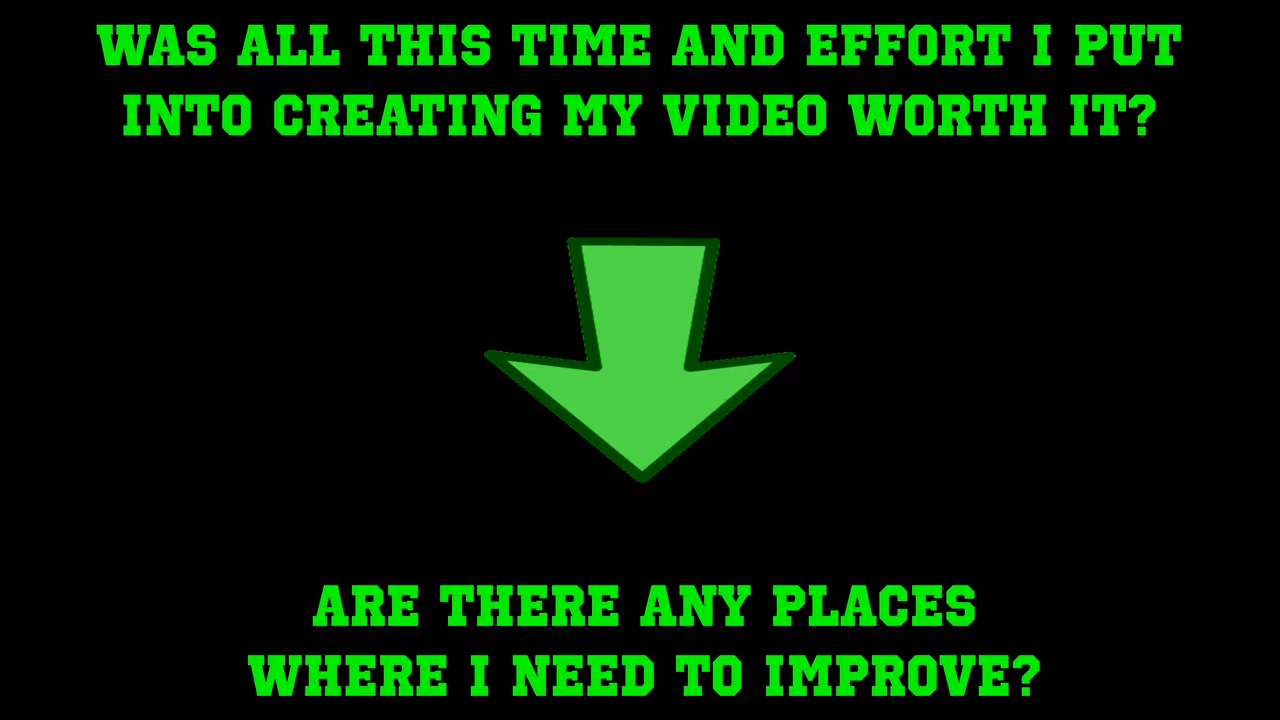 WAS ALL THIS TIME AND EFFORT I PUT
INTO CREATING MY VIDEO WORTH IT?
ARE THERE ANY PLACES
WHERE I NEED TO IMPROVE?